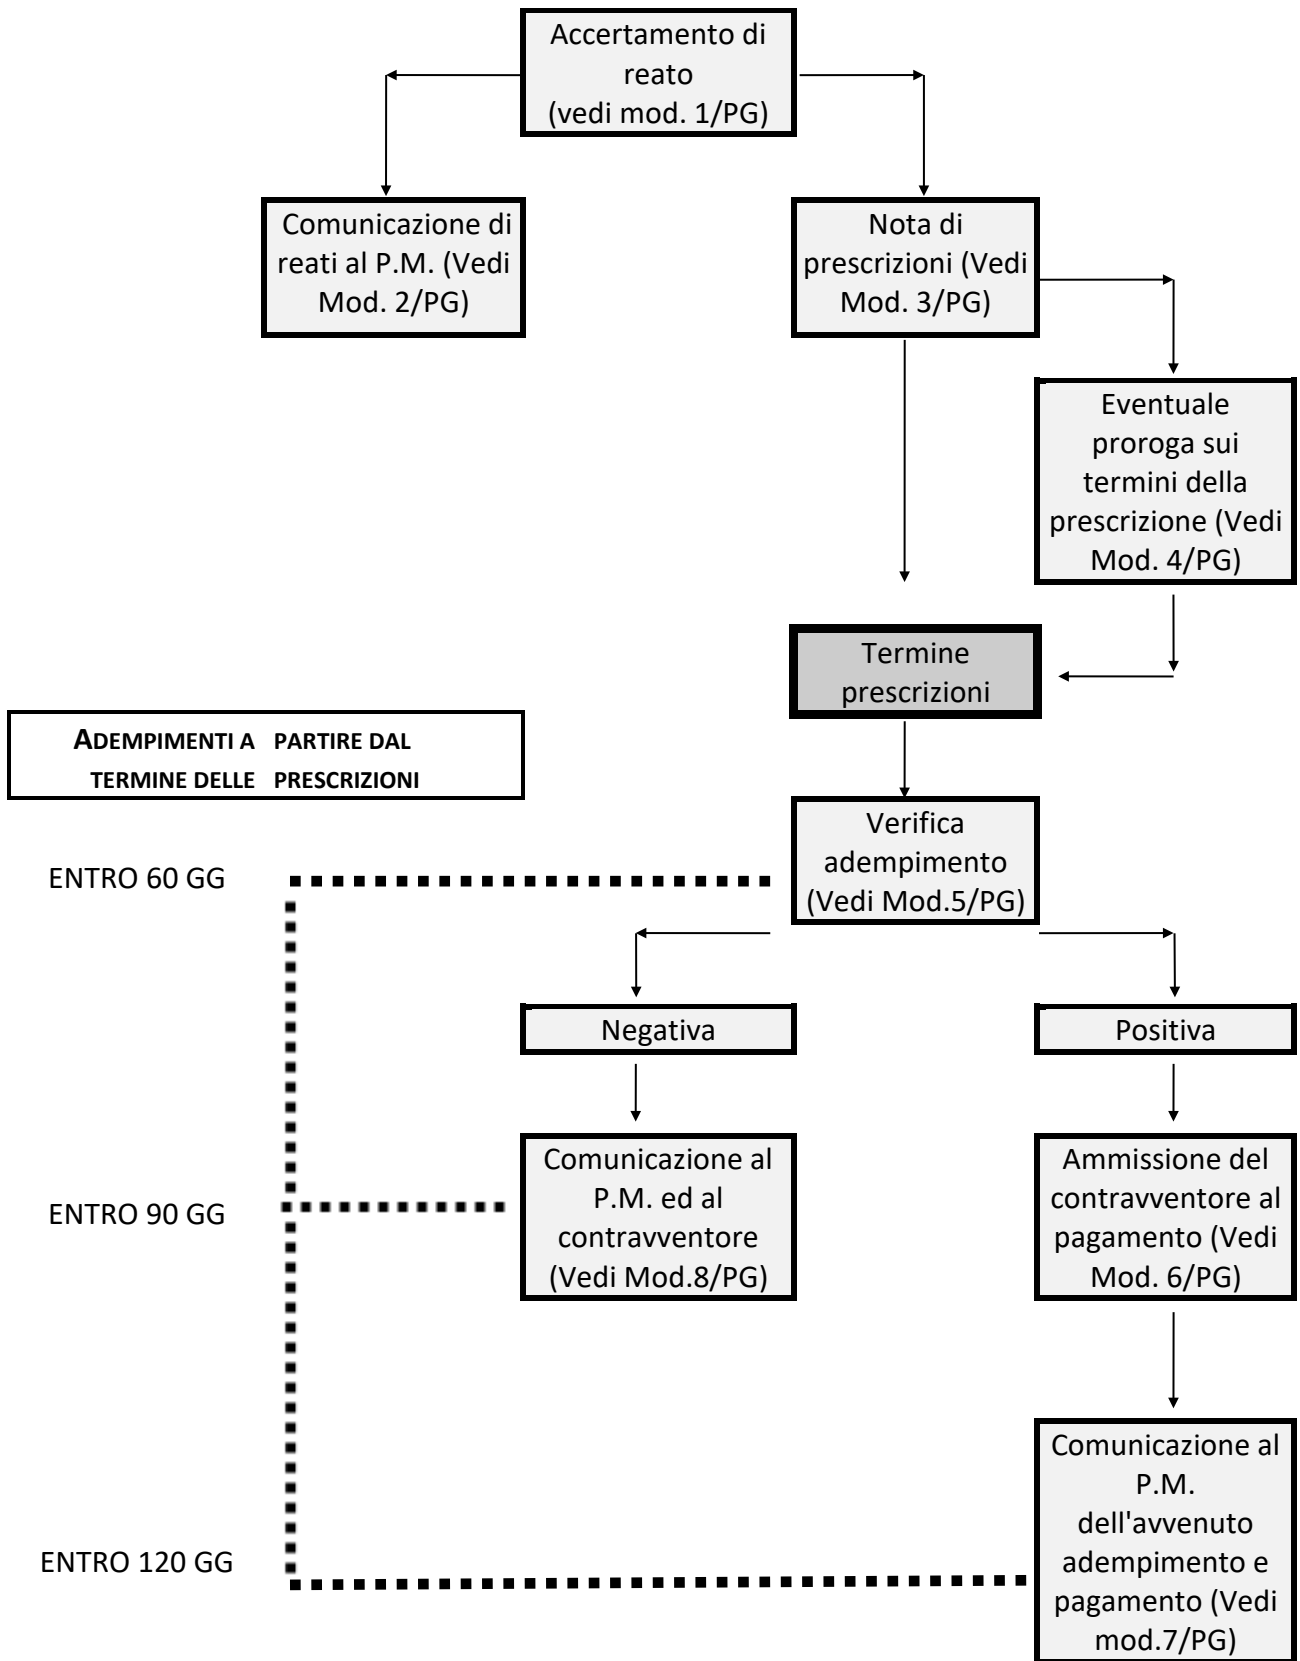 Accertamento di
reato
(vedi mod. 1/PG)
Comunicazione di
reati al P.M. (Vedi
Mod. 2/PG)
Nota di
prescrizioni (Vedi
Mod. 3/PG)
Eventuale
proroga sui
termini della
prescrizione (Vedi
Mod. 4/PG)
Termine
prescrizioni
ADEMPIMENTI A PARTIRE DAL
TERMINE DELLE PRESCRIZIONI
Verifica
adempimento
(Vedi Mod.5/PG)
ENTRO 60 GG
Negativa
Positiva
Comunicazione al
P.M. ed al
contravventore
(Vedi Mod.8/PG)
Ammissione del
contravventore al
pagamento (Vedi
Mod. 6/PG)
ENTRO 90 GG
Comunicazione al
P.M.
dell'avvenuto
adempimento e
pagamento (Vedi
mod.7/PG)
ENTRO 120 GG